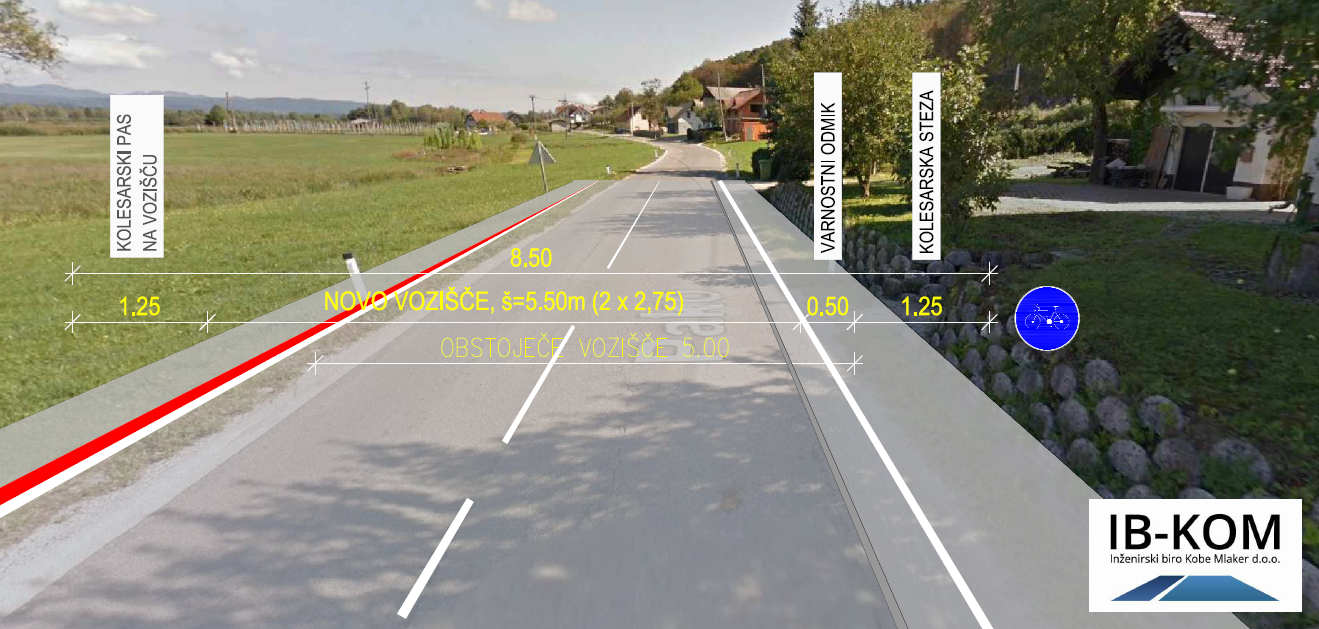 KOLESARSKI PAS
NA VOZIŠČU
VARNOSTNI ODMIK
KOLESARSKA STEZA
8.50
1.25
NOVO VOZIŠČE, š=5.50m (2 x 2,75)
0.50
1.25
OBSTOJEČE VOZIŠČE 5.00
IB-KOM
Inženirski biro Kobe Mlaker d.o.o.